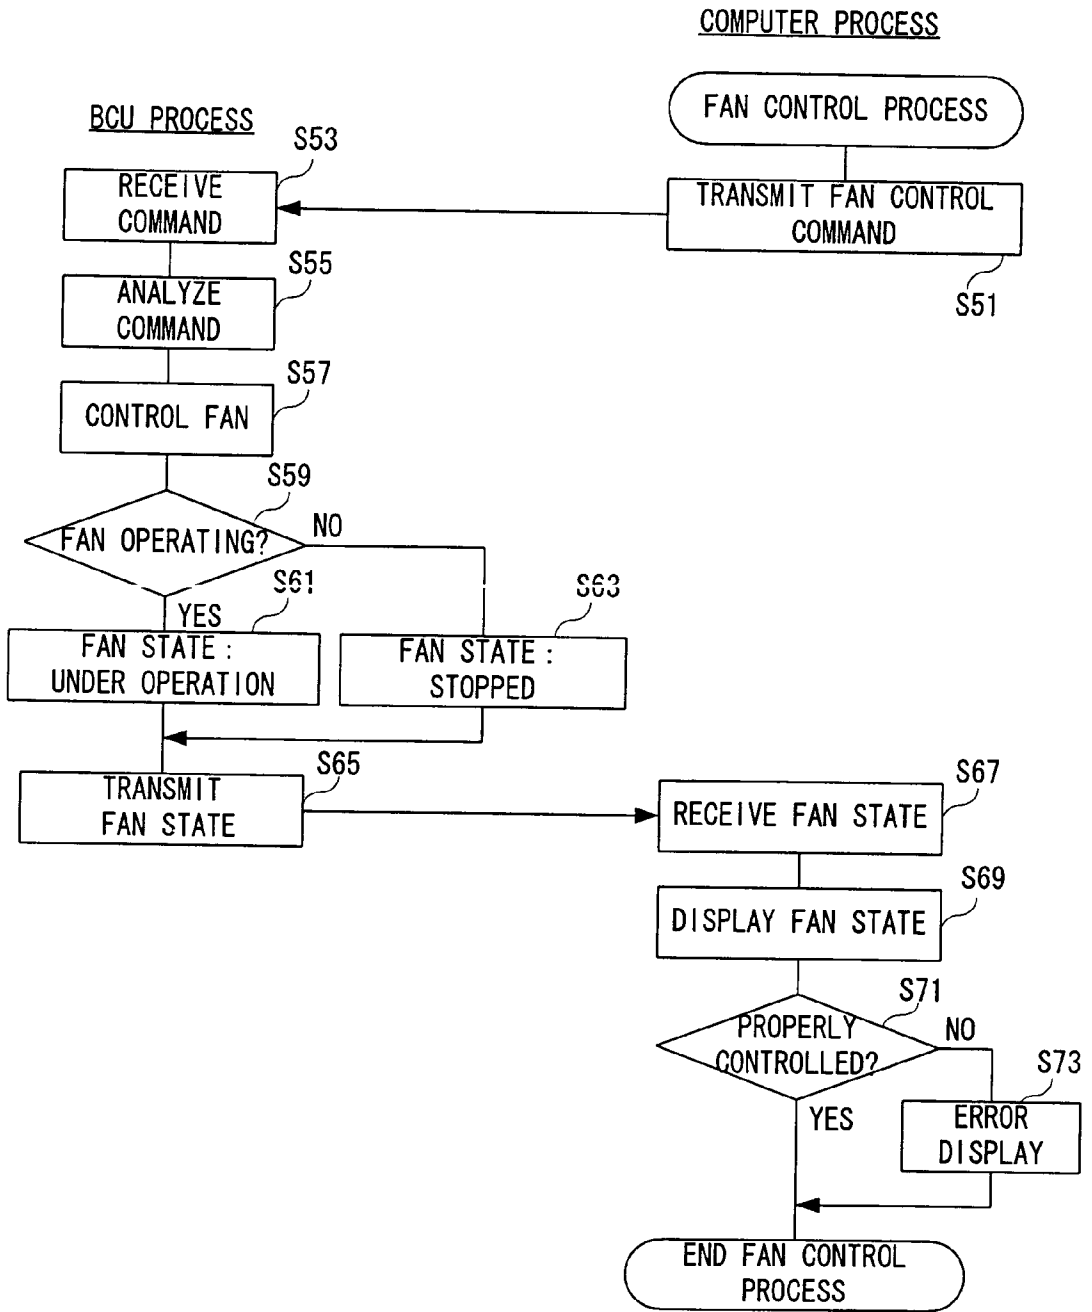 COMPUTER PROCESS
FAN CONTROL PROCESS
BCU PROCESS
S53
RECEIVE
COMMAND
TRANSMIT FAN CONTROL
COMMAND
S51
S55
ANALYZE
COMMAND
S57
CONTROL FAN
S59
FAN OPERATING?
NO
YES
S61
FAN STATE:
UNDER OPERATION
S63
FAN STATE:
STOPPED
S65
TRANSMIT
FAN STATE
S67
RECEIVE FAN STATE
S69
DISPLAY FAN STATE
S71
PROPERLY
CONTROLLED?
NO
YES
S73
ERROR
DISPLAY
END FAN CONTROL
PROCESS